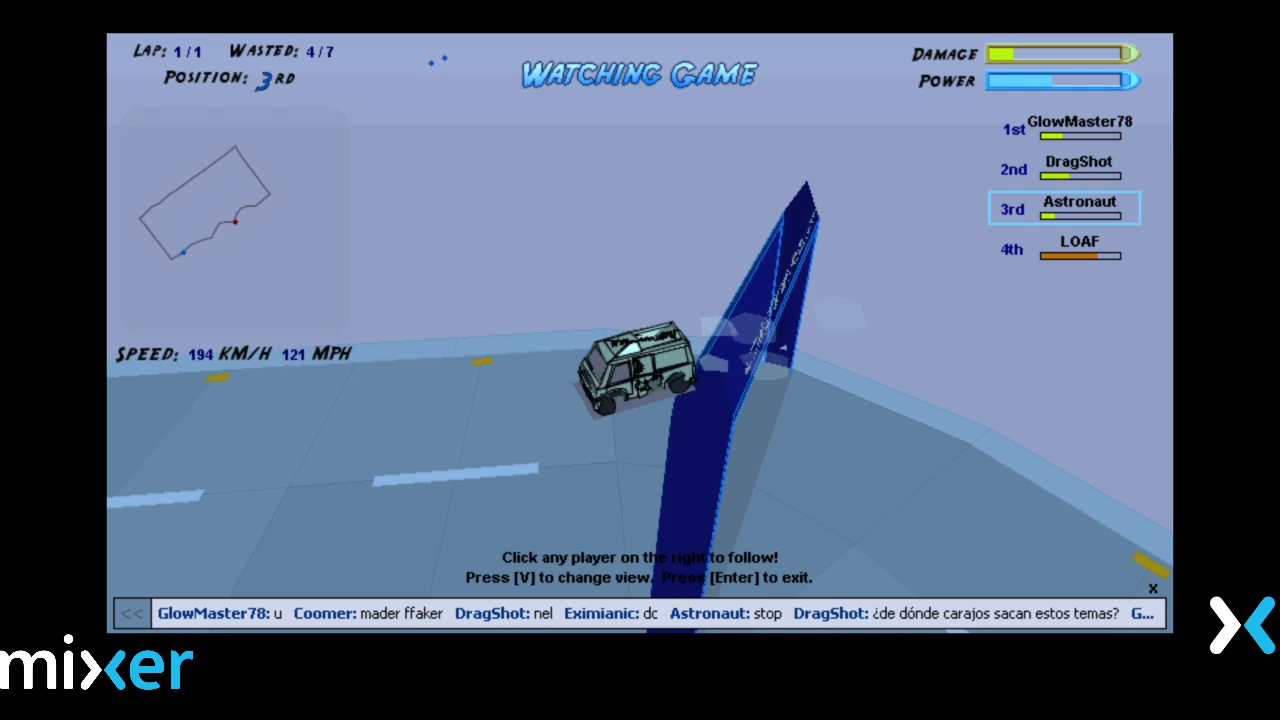 LAP: 1/1 WASTED: 4/7
POSITION: 3RD
WATCHING GAME
DAMAGE
POWER
1st GlowMaster78
2nd DragShot
3rd Astronaut
4th LOAF
SPEED: 194 KM/H 121 MPH
Click any player on the right to follow!
Press [V] to change view. Press [Enter] to exit.
x
<< GlowMaster78: u Coomer: mader ffaker DragShot: nel Eximianic: dc Astronaut: stop DragShot: ¿de dónde carajos sacan estos temas? G...
mixer